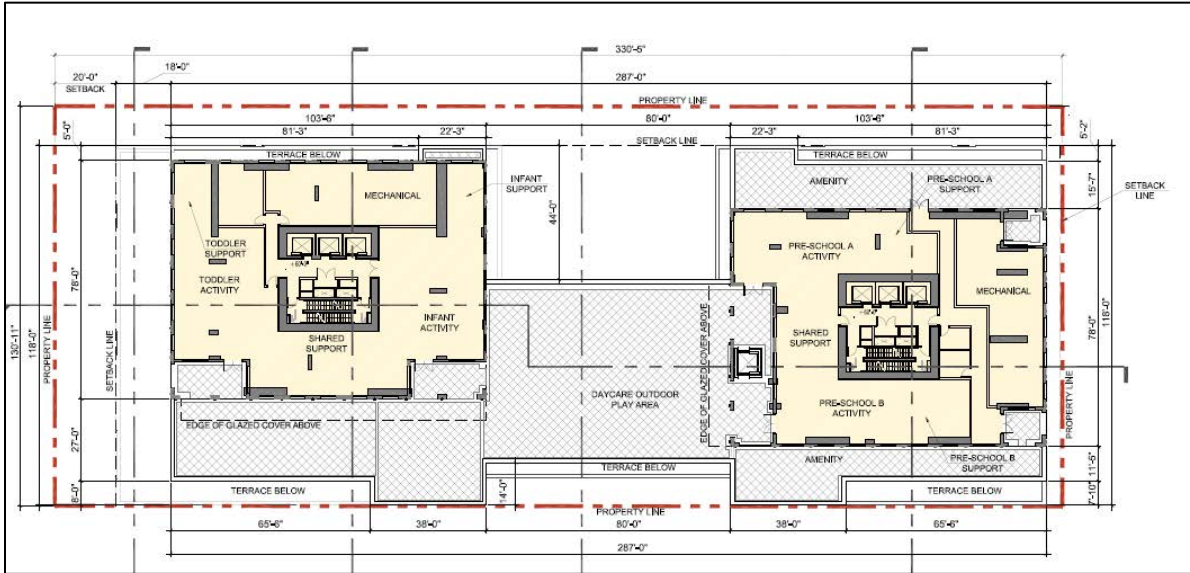 330'-5"
18'-0"
20'-0"
SETBACK
287'-0"
PROPERTY LINE
103'-6"
80'-0"
103'-6"
81'-3"
22'-3"
SETBACK LINE
22'-3"
81'-3"
5'-0"
5'-2"
TERRACE BELOW
TERRACE BELOW
INFANT
SUPPORT
MECHANICAL
AMENITY
PRE-SCHOOL A
SUPPORT
15'-7"
SETBACK
LINE
44'-0"
TODDLER
SUPPORT
PRE-SCHOOL A
ACTIVITY
TODDLER
ACTIVITY
78'-0"
MECHANICAL
INFANT
ACTIVITY
SHARED
SUPPORT
SHARED
SUPPORT
78'-0"
118'-0"
130'-11"
118'-0"
PROPERTY LINE
SETBACK LINE
EDGE OF GLAZED COVER ABOVE
DAYCARE OUTDOOR
PLAY AREA
PRE-SCHOOL B
ACTIVITY
PROPERTY LINE
EDGE OF GLAZED COVER ABOVE
27'-0"
AMENITY
PRE-SCHOOL B
SUPPORT
TERRACE BELOW
TERRACE BELOW
TERRACE BELOW
8'-0"
14'-0"
11'-5"
7'-10"
PROPERTY LINE
65'-6"
38'-0"
80'-0"
38'-0"
65'-6"
287'-0"